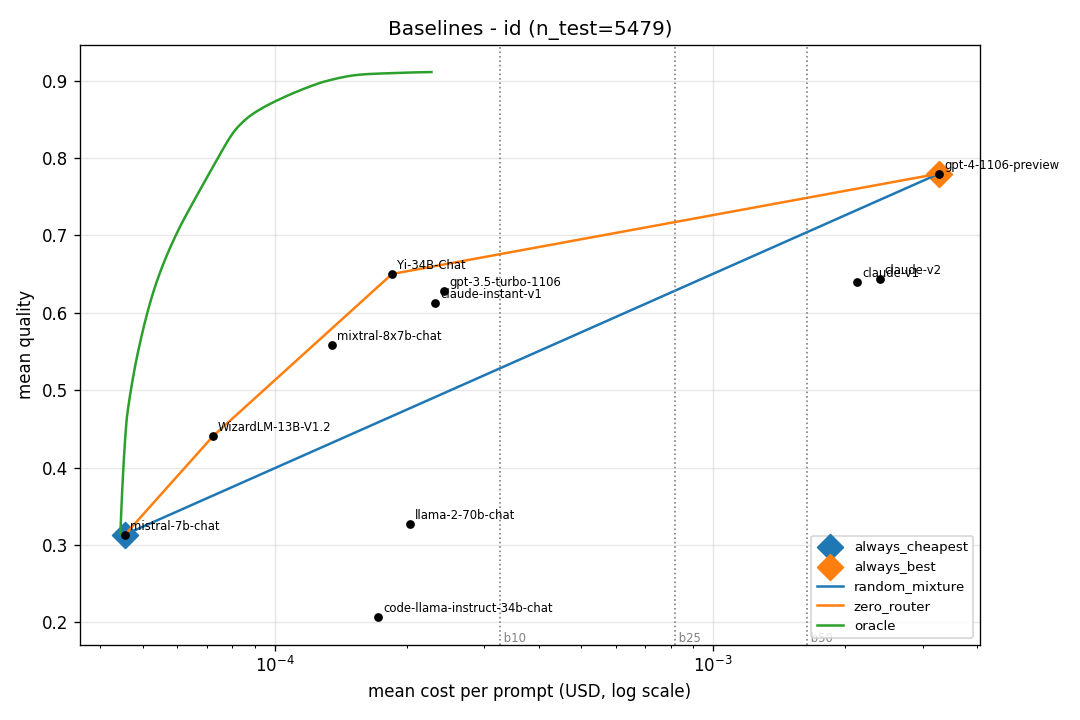 Baselines - id (n_test=5479)
mean quality
0.9
0.8
0.7
0.6
0.5
0.4
0.3
0.2
gpt-4-1106-preview
Yi-34B-Chat
claude-v1
claude-v2
gpt-3.5-turbo-1106
claude-instant-v1
mixtral-8x7b-chat
WizardLM-13B-V1.2
mistral-7b-chat
llama-2-70b-chat
code-llama-instruct-34b-chat
always_cheapest
always_best
random_mixture
zero_router
oracle
b10
b25
b50
10⁻⁴
10⁻³
mean cost per prompt (USD, log scale)